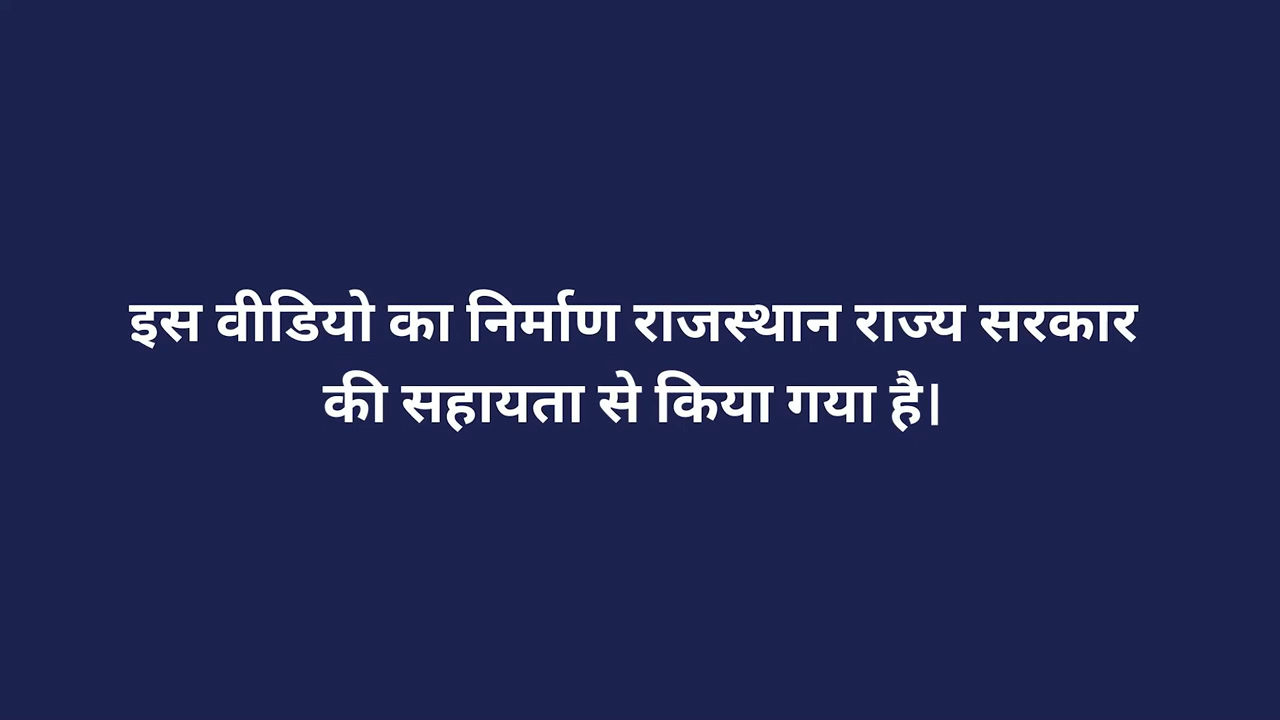 इस वीडियो का निर्माण राजस्थान राज्य सरकार
की सहायता से किया गया है।